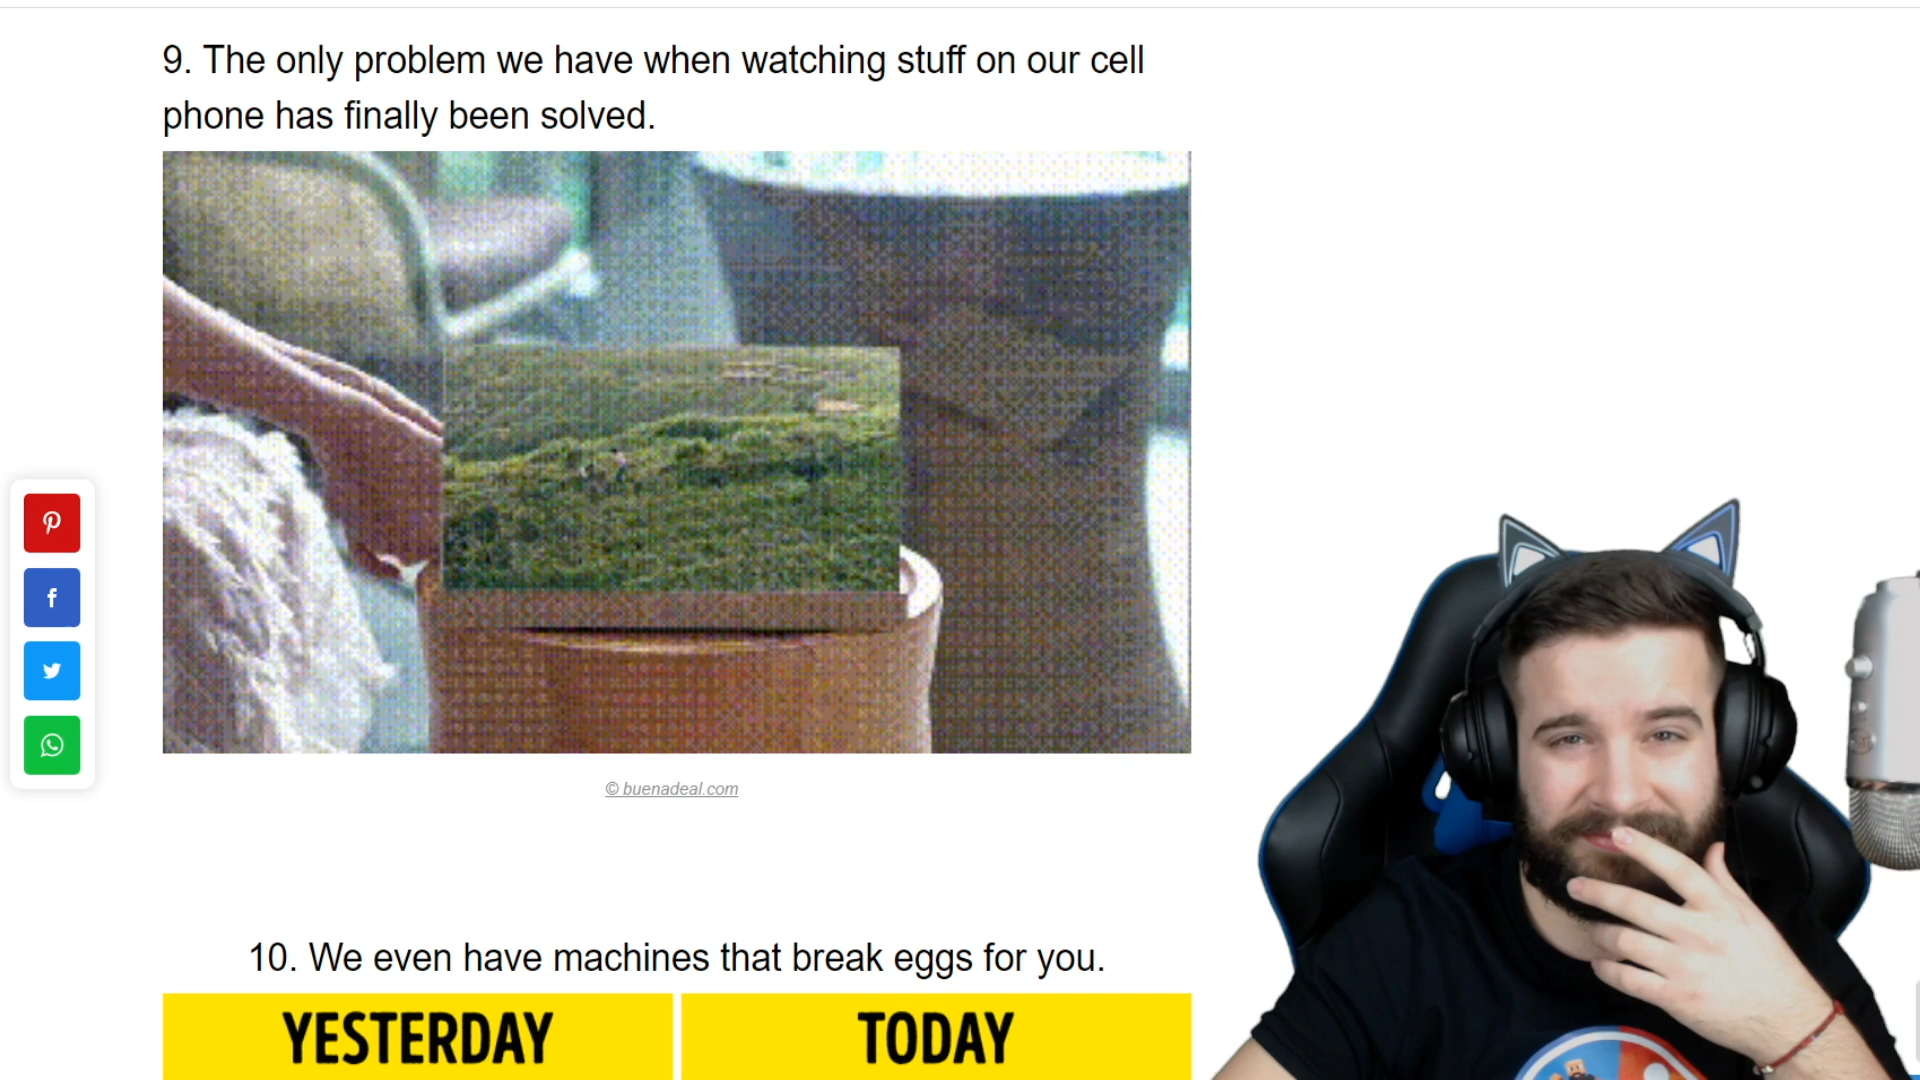 9. The only problem we have when watching stuff on our cell
phone has finally been solved.
© buenadeal.com
10. We even have machines that break eggs for you.
YESTERDAY
TODAY